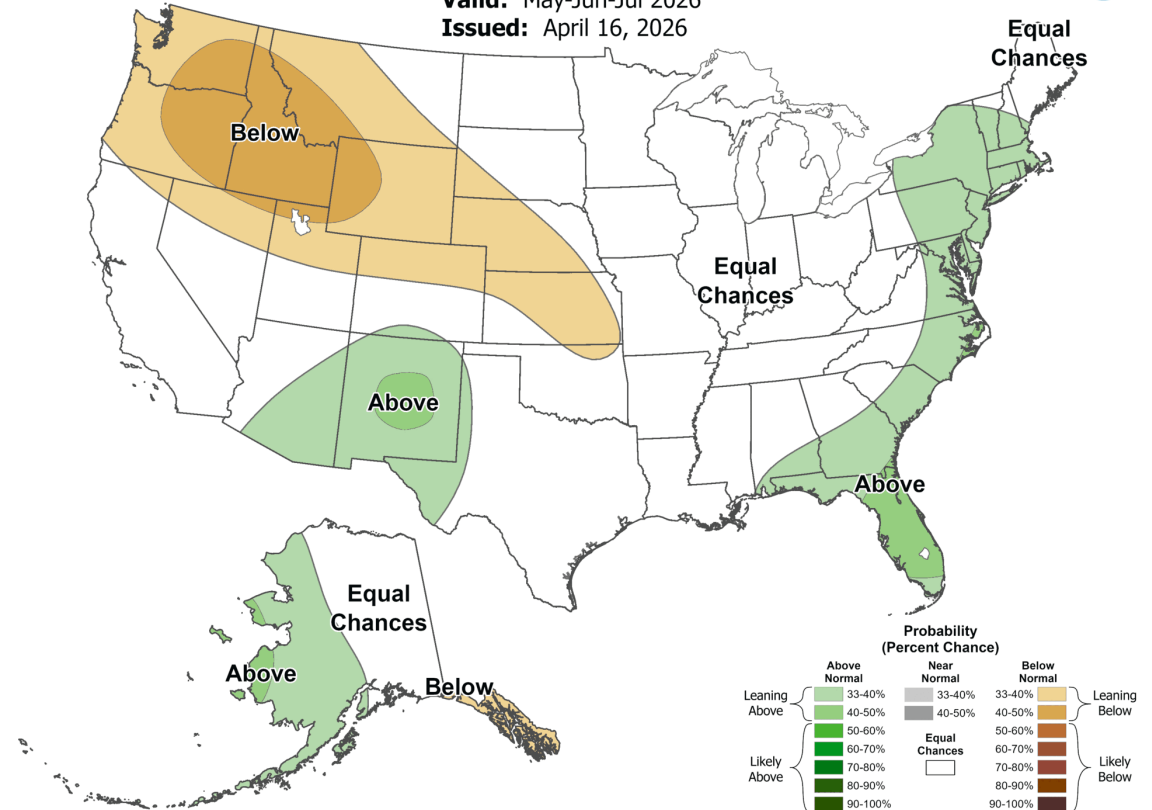 Valid: May-Jun-Jul 2026
Issued: April 16, 2026
Equal
Chances
Below
Equal
Chances
Above
Above
Equal
Chances
Above
Below
Probability
(Percent Chance)
Above
Normal
Near
Normal
Below
Normal
Leaning
Above
33-40%
40-50%
33-40%
40-50%
33-40%
40-50%
Leaning
Below
Equal
Chances
Likely
Above
50-60%
60-70%
70-80%
80-90%
90-100%
50-60%
60-70%
70-80%
80-90%
90-100%
Likely
Below